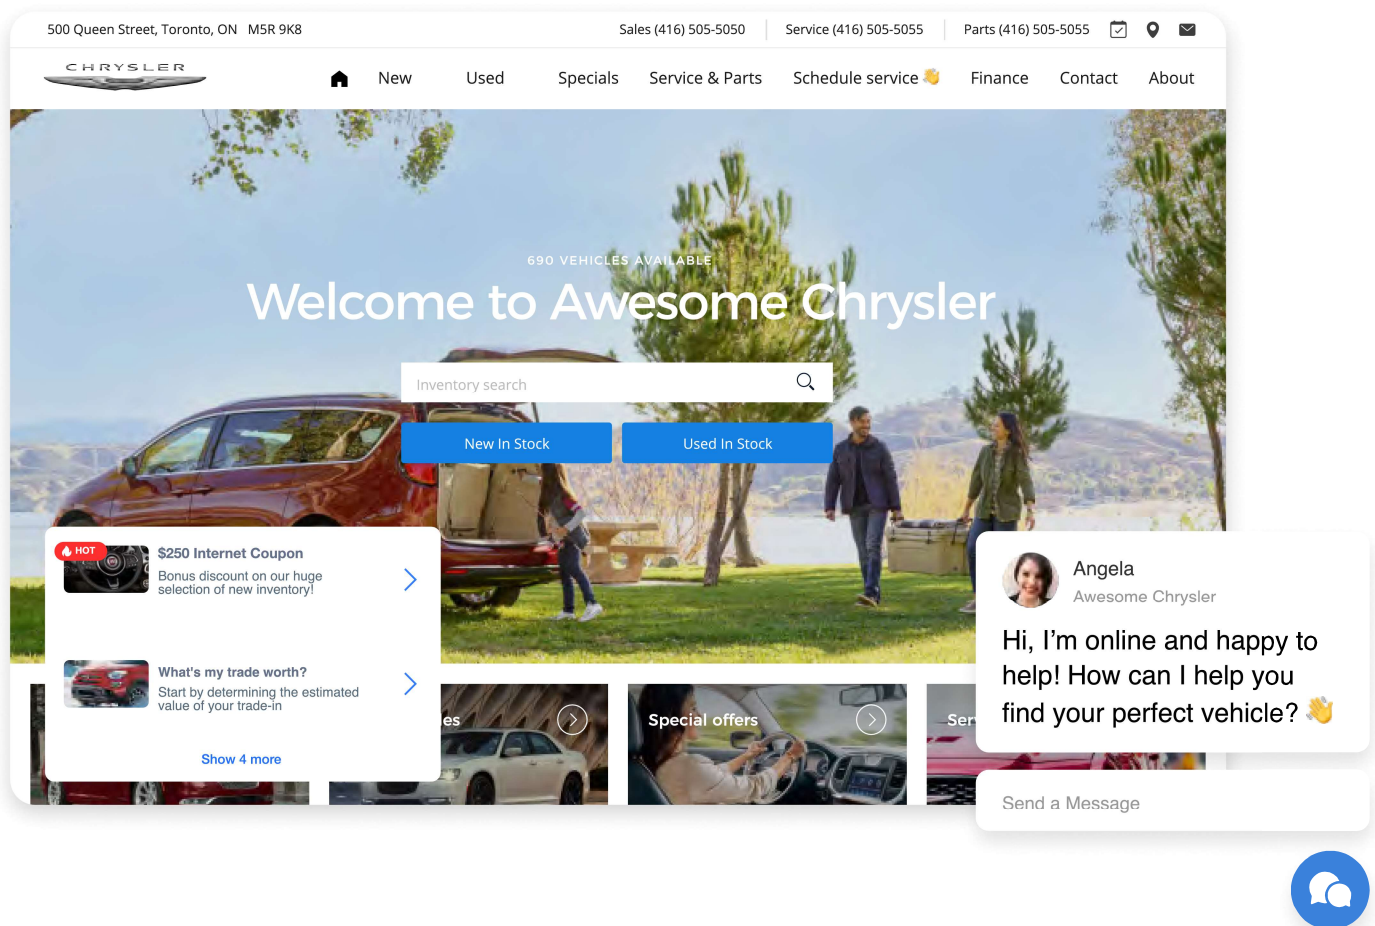 500 Queen Street, Toronto, ON M5R 9K8
Sales (416) 505-5050
Service (416) 505-5055
Parts (416) 505-5055
CHRYSLER
New
Used
Specials
Service & Parts
Schedule service 👋
Finance
Contact
About
690 VEHICLES AVAILABLE
Welcome to Awesome Chrysler
Inventory search
New In Stock
Used In Stock
HOT
$250 Internet Coupon
Bonus discount on our huge
selection of new inventory!
What's my trade worth?
Start by determining the estimated
value of your trade-in
Show 4 more
es
Special offers
Ser
Angela
Awesome Chrysler
Hi, I'm online and happy to
help! How can I help you
find your perfect vehicle? 👋
Send a Message